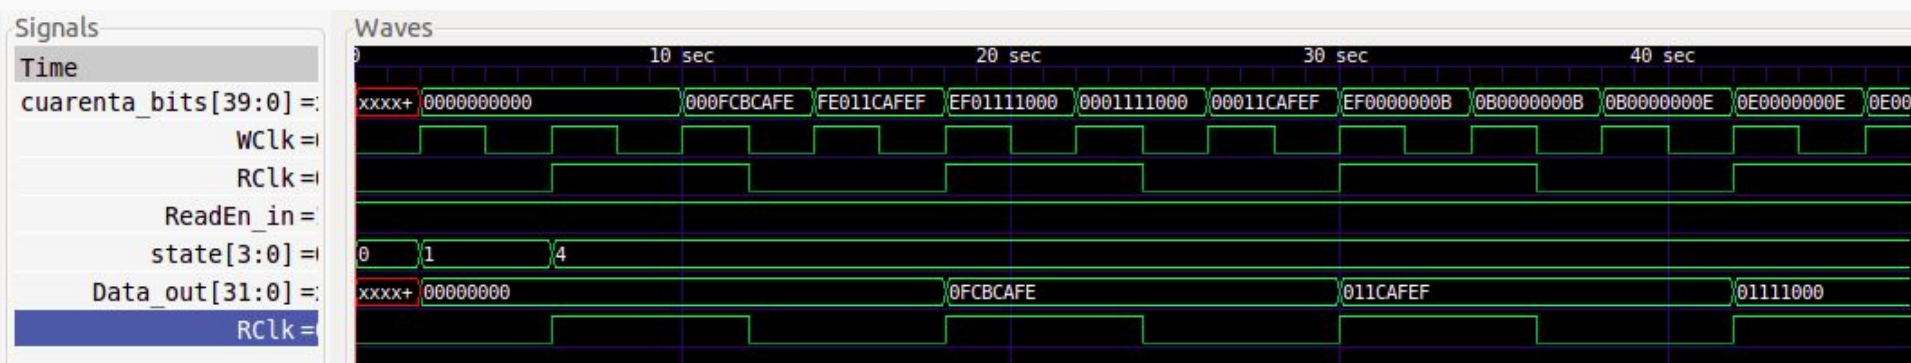 Signals
Waves
Time
0 10 sec 20 sec 30 sec 40 sec
cuarenta_bits[39:0] = xxxx+ 0000000000 000FCBCAFE FE011CAFEF EF01111000 0001111000 00011CAFEF EF0000000B 0B0000000B 0B0000000E 0E0000000E 0E00
WClk =
RClk =
ReadEn_in =
state[3:0] = 0 1 4
Data_out[31:0] = xxxx+ 00000000 0FCBCAFE 011CAFEF 01111000
RClk =